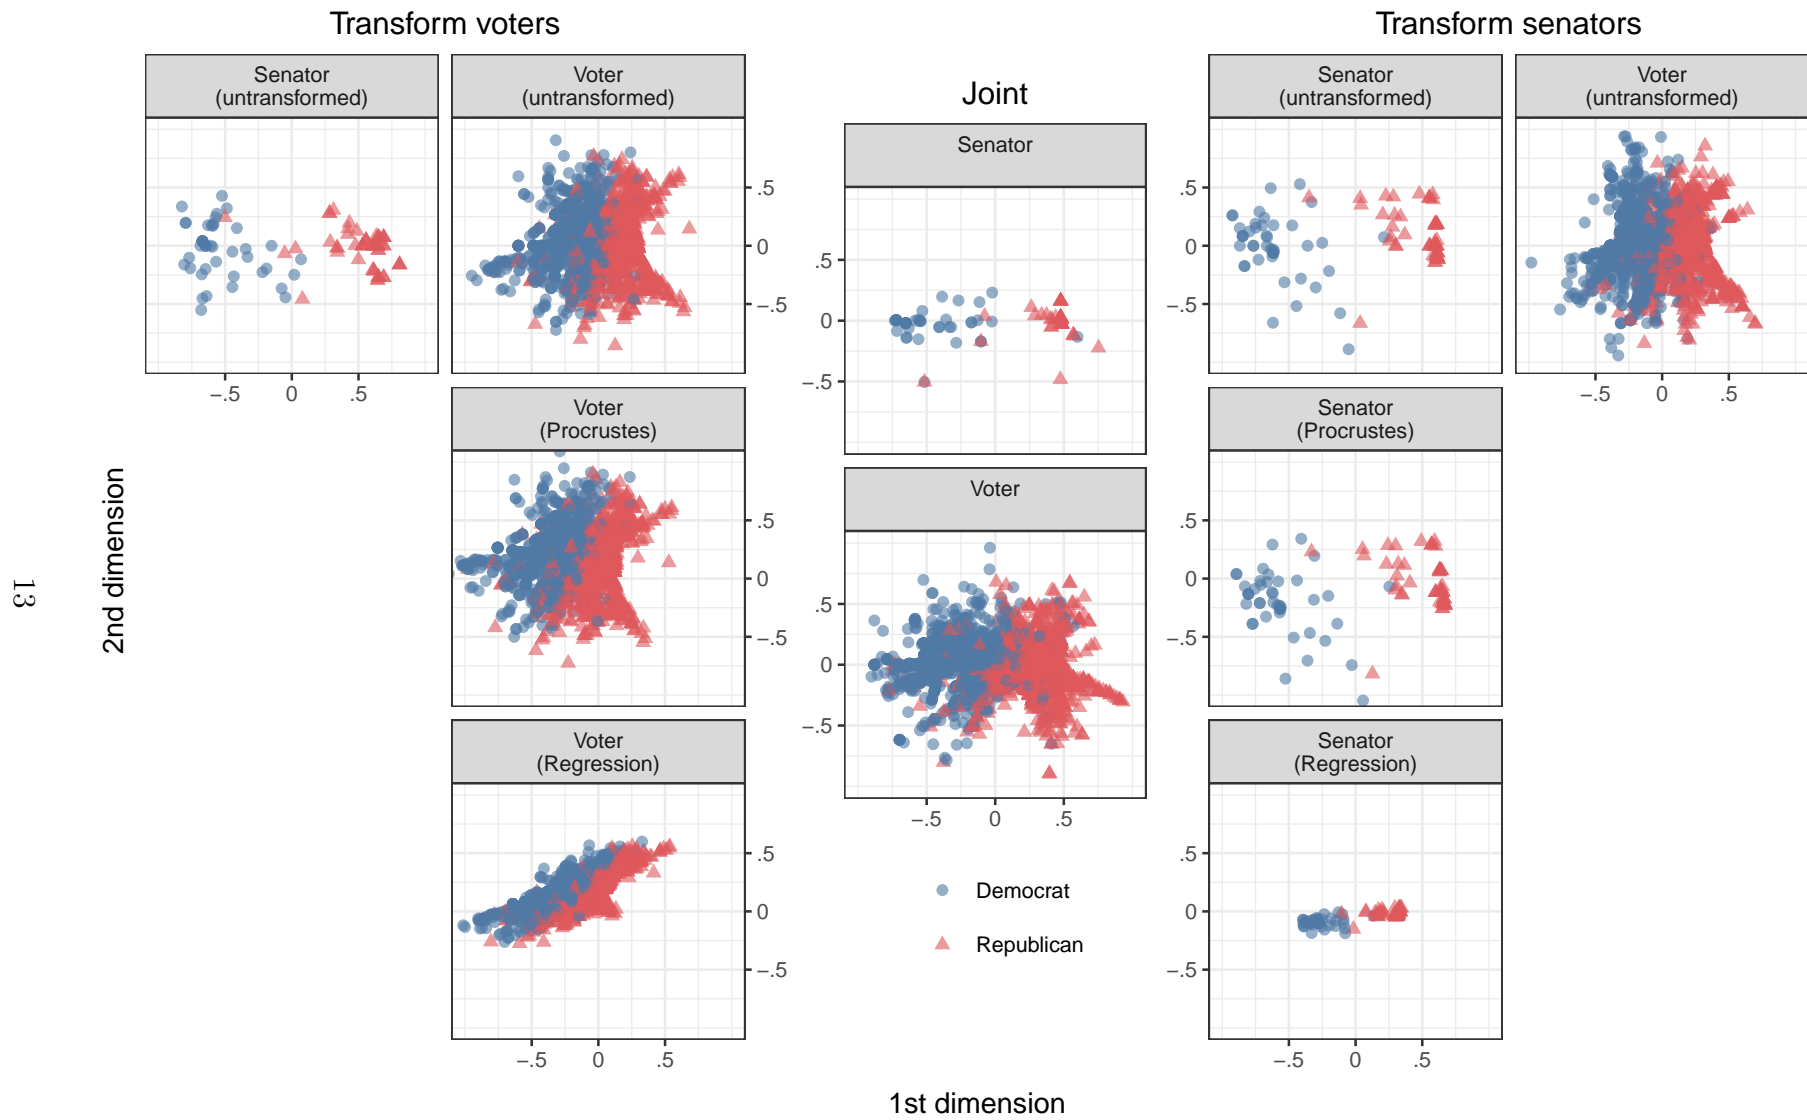 Transform voters
Transform senators
Senator
(untransformed)
Voter
(untransformed)
Joint
Senator
(untransformed)
Voter
(untransformed)
Senator
.5
0
−.5
.5
0
−.5
.5
0
−.5
−.5
0
.5
−.5
0
.5
Voter
(Procrustes)
Senator
(Procrustes)
Voter
.5
0
−.5
.5
0
−.5
.5
0
−.5
−.5
0
.5
2nd dimension
13
Voter
(Regression)
Senator
(Regression)
.5
0
−.5
.5
0
−.5
Democrat
Republican
−.5
0
.5
−.5
0
.5
1st dimension